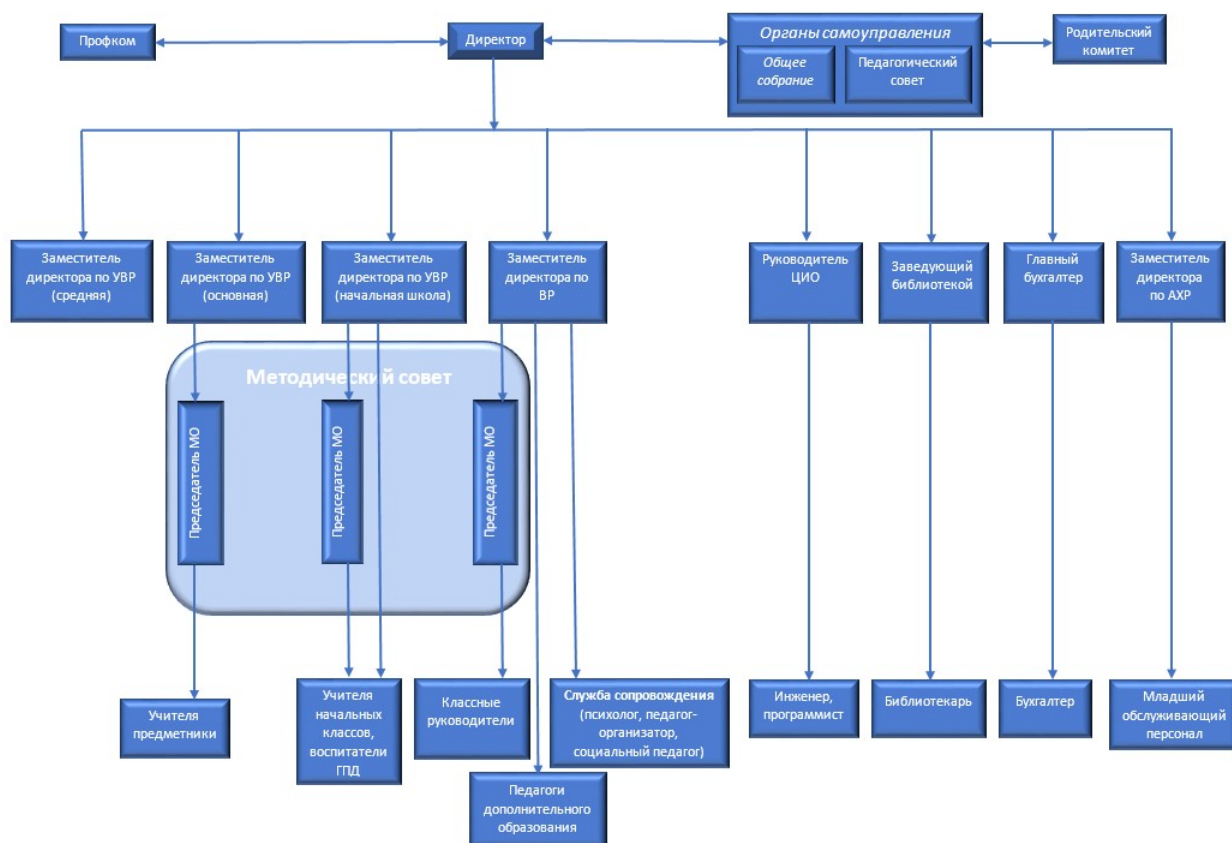 Профком
Директор
Органы самоуправления
Общее
собрание
Педагогический
совет
Родительский
комитет
Заместитель
директора по УВР
(средняя)
Заместитель
директора по УВР
(основная)
Заместитель
директора по УВР
(начальная школа)
Заместитель
директора по
ВР
Руководитель
ЦИО
Заведующий
библиотекой
Главный
бухгалтер
Заместитель
директора
по АХР
Методический совет
Председатель МО
Председатель МО
Председатель МО
Учителя
предметники
Учителя
начальных
классов,
воспитатели
ГПД
Классные
руководители
Служба сопровождения
(психолог, педагог-
организатор,
социальный педагог)
Педагоги
дополнительного
образования
Инженер,
программист
Библиотекарь
Бухгалтер
Младший
обслуживающий
персонал